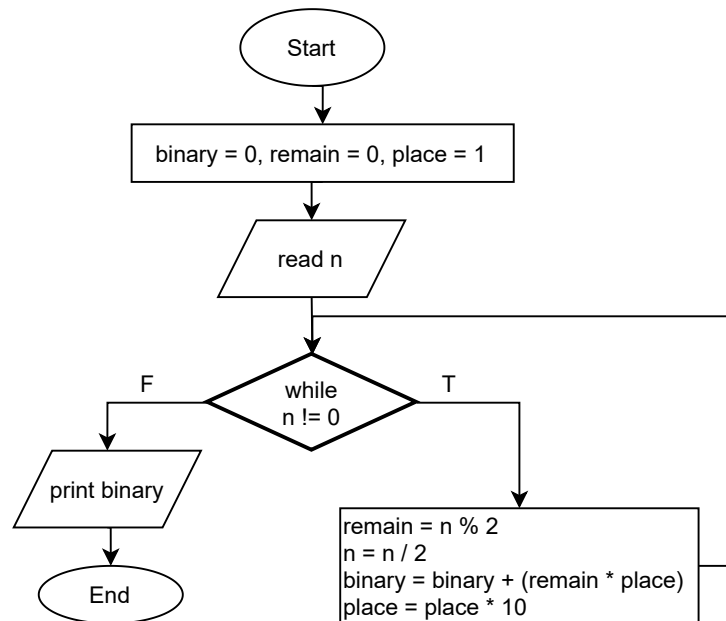 Start
binary = 0, remain = 0, place = 1
read n
while
n != 0
F
T
print binary
remain = n % 2
n = n / 2
binary = binary + (remain * place)
place = place * 10
End